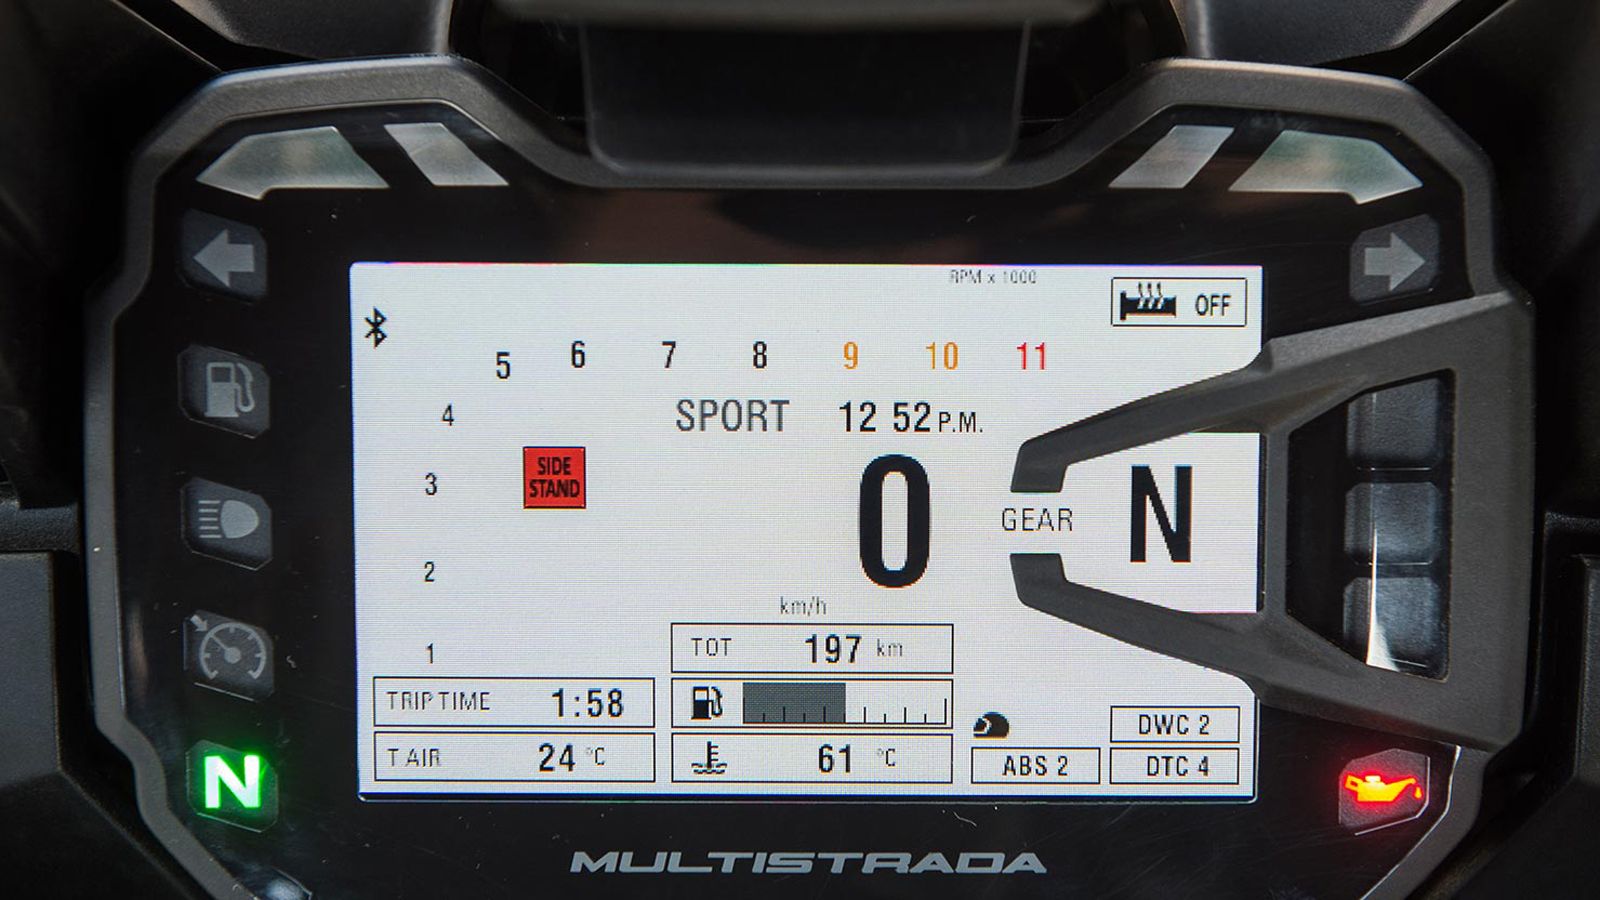 RPM x 1000
OFF
5 6 7 8 9 10 11
4
SPORT 12 52 P.M.
3
SIDE
STAND
0
GEAR N
2
km/h
1
TOT 197 km
TRIP TIME 1:58
T AIR 24 °C
61 °C
DWC 2
ABS 2
DTC 4
N
MULTISTRADA